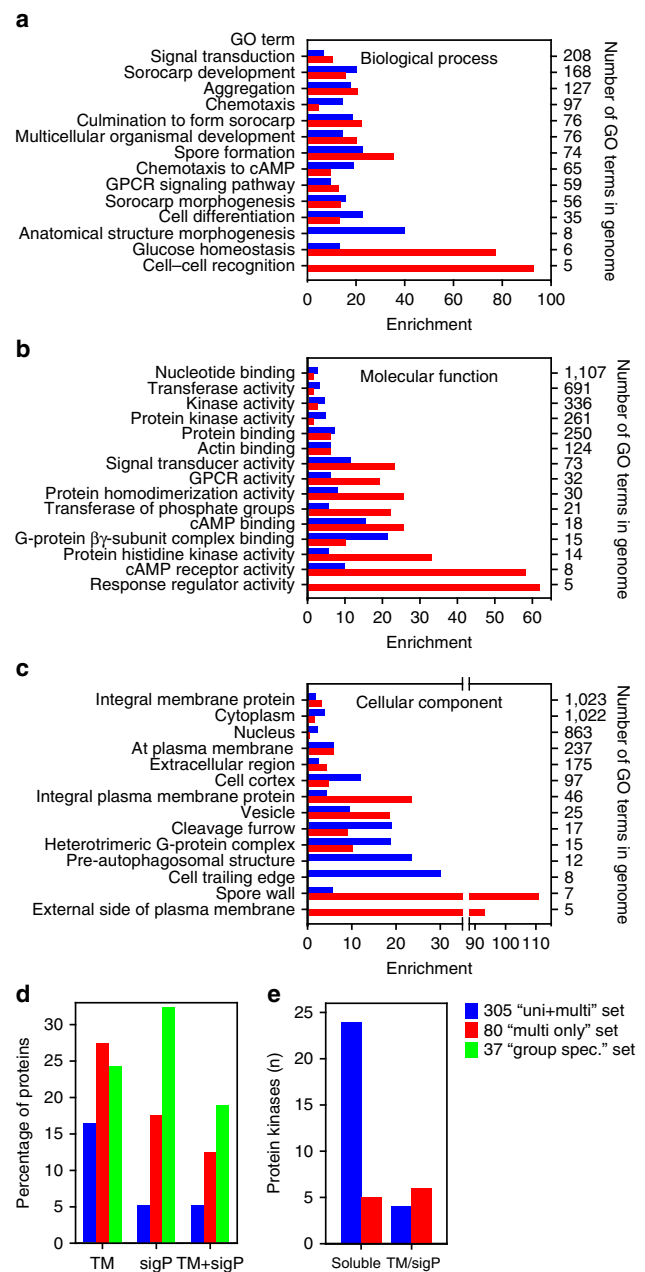 a
GO term
Biological process
Signal transduction 208
Sorocarp development 168
Aggregation 127
Chemotaxis 97
Culmination to form sorocarp 76
Multicellular organismal development 76
Spore formation 74
Chemotaxis to cAMP 65
GPCR signaling pathway 59
Sorocarp morphogenesis 56
Cell differentiation 35
Anatomical structure morphogenesis 8
Glucose homeostasis 6
Cell–cell recognition 5
Number of GO terms in genome
0 20 40 60 80 100
Enrichment
b
Molecular function
Nucleotide binding 1,107
Transferase activity 691
Kinase activity 336
Protein kinase activity 261
Protein binding 250
Actin binding 124
Signal transducer activity 73
GPCR activity 32
Protein homodimerization activity 30
Transferase of phosphate groups 21
cAMP binding 18
G-protein βγ-subunit complex binding 15
Protein histidine kinase activity 14
cAMP receptor activity 8
Response regulator activity 5
Number of GO terms in genome
0 10 20 30 40 50 60
Enrichment
c
Cellular component
Integral membrane protein 1,023
Cytoplasm 1,022
Nucleus 863
At plasma membrane 237
Extracellular region 175
Cell cortex 97
Integral plasma membrane protein 46
Vesicle 25
Cleavage furrow 17
Heterotrimeric G-protein complex 15
Pre-autophagosomal structure 12
Cell trailing edge 8
Spore wall 7
External side of plasma membrane 5
Number of GO terms in genome
0 10 20 30 90 100 110
Enrichment
d
Percentage of proteins
30
25
20
15
10
5
0
TM sigP TM+sigP
e
Protein kinases (n)
25
20
15
10
5
0
Soluble TM/sigP
305 “uni+multi” set
80 “multi only” set
37 “group spec.” set